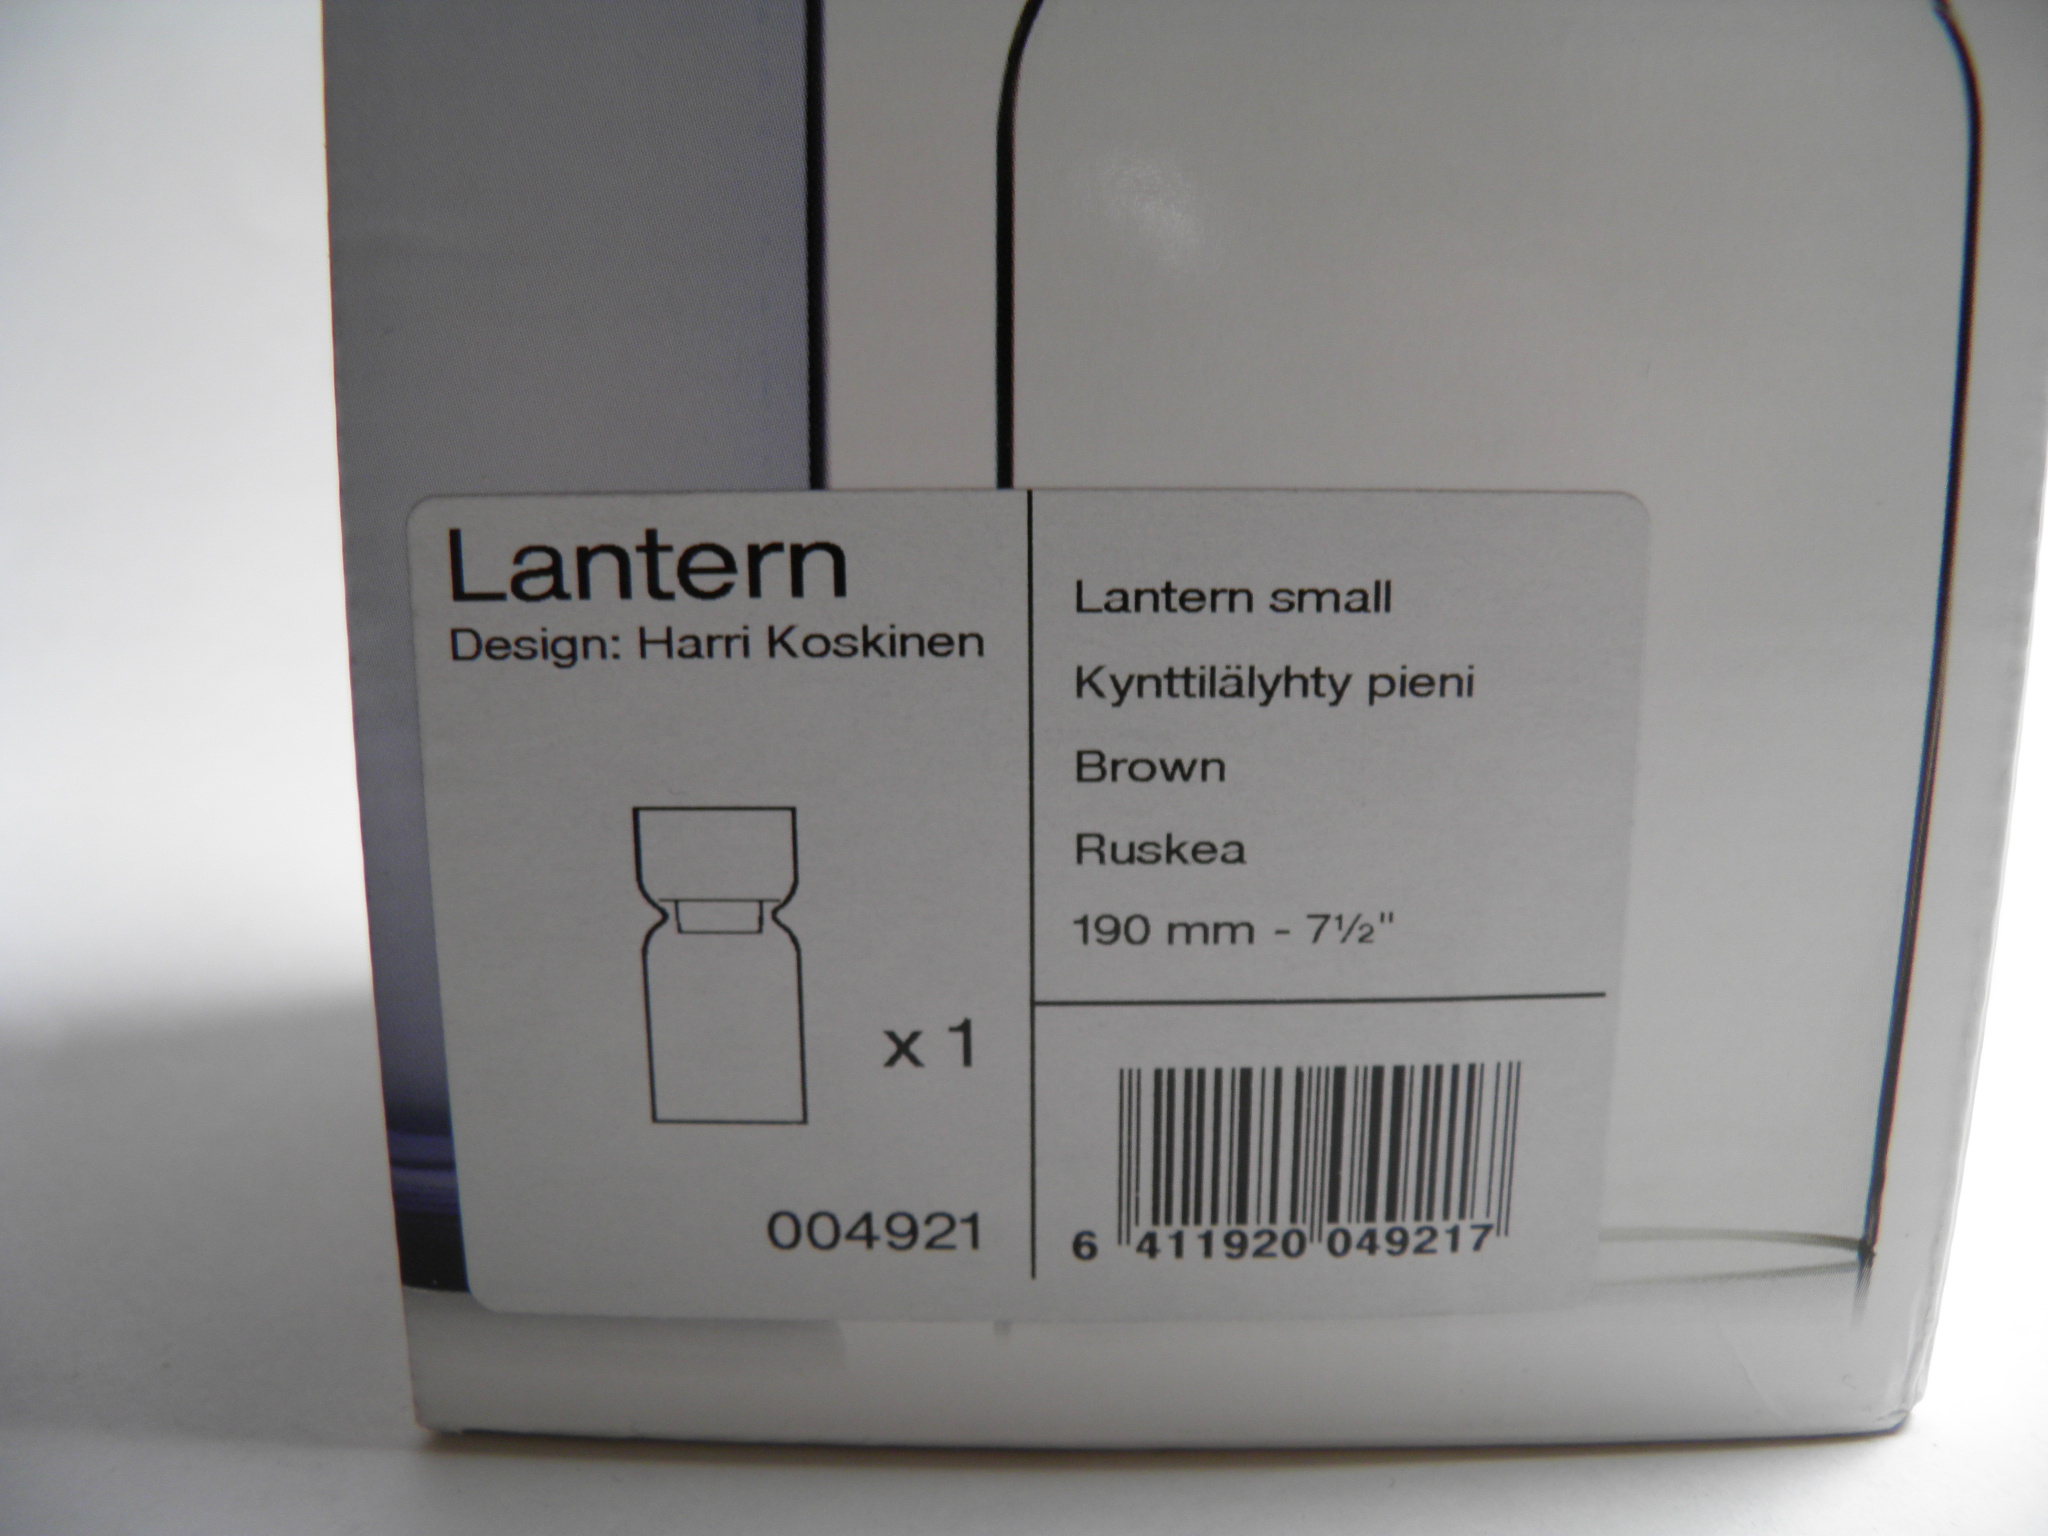 Lantern
Design: Harri Koskinen
x 1
004921
Lantern small
Kynttilälyhty pieni
Brown
Ruskea
190 mm - 7½"
6 411920 049217